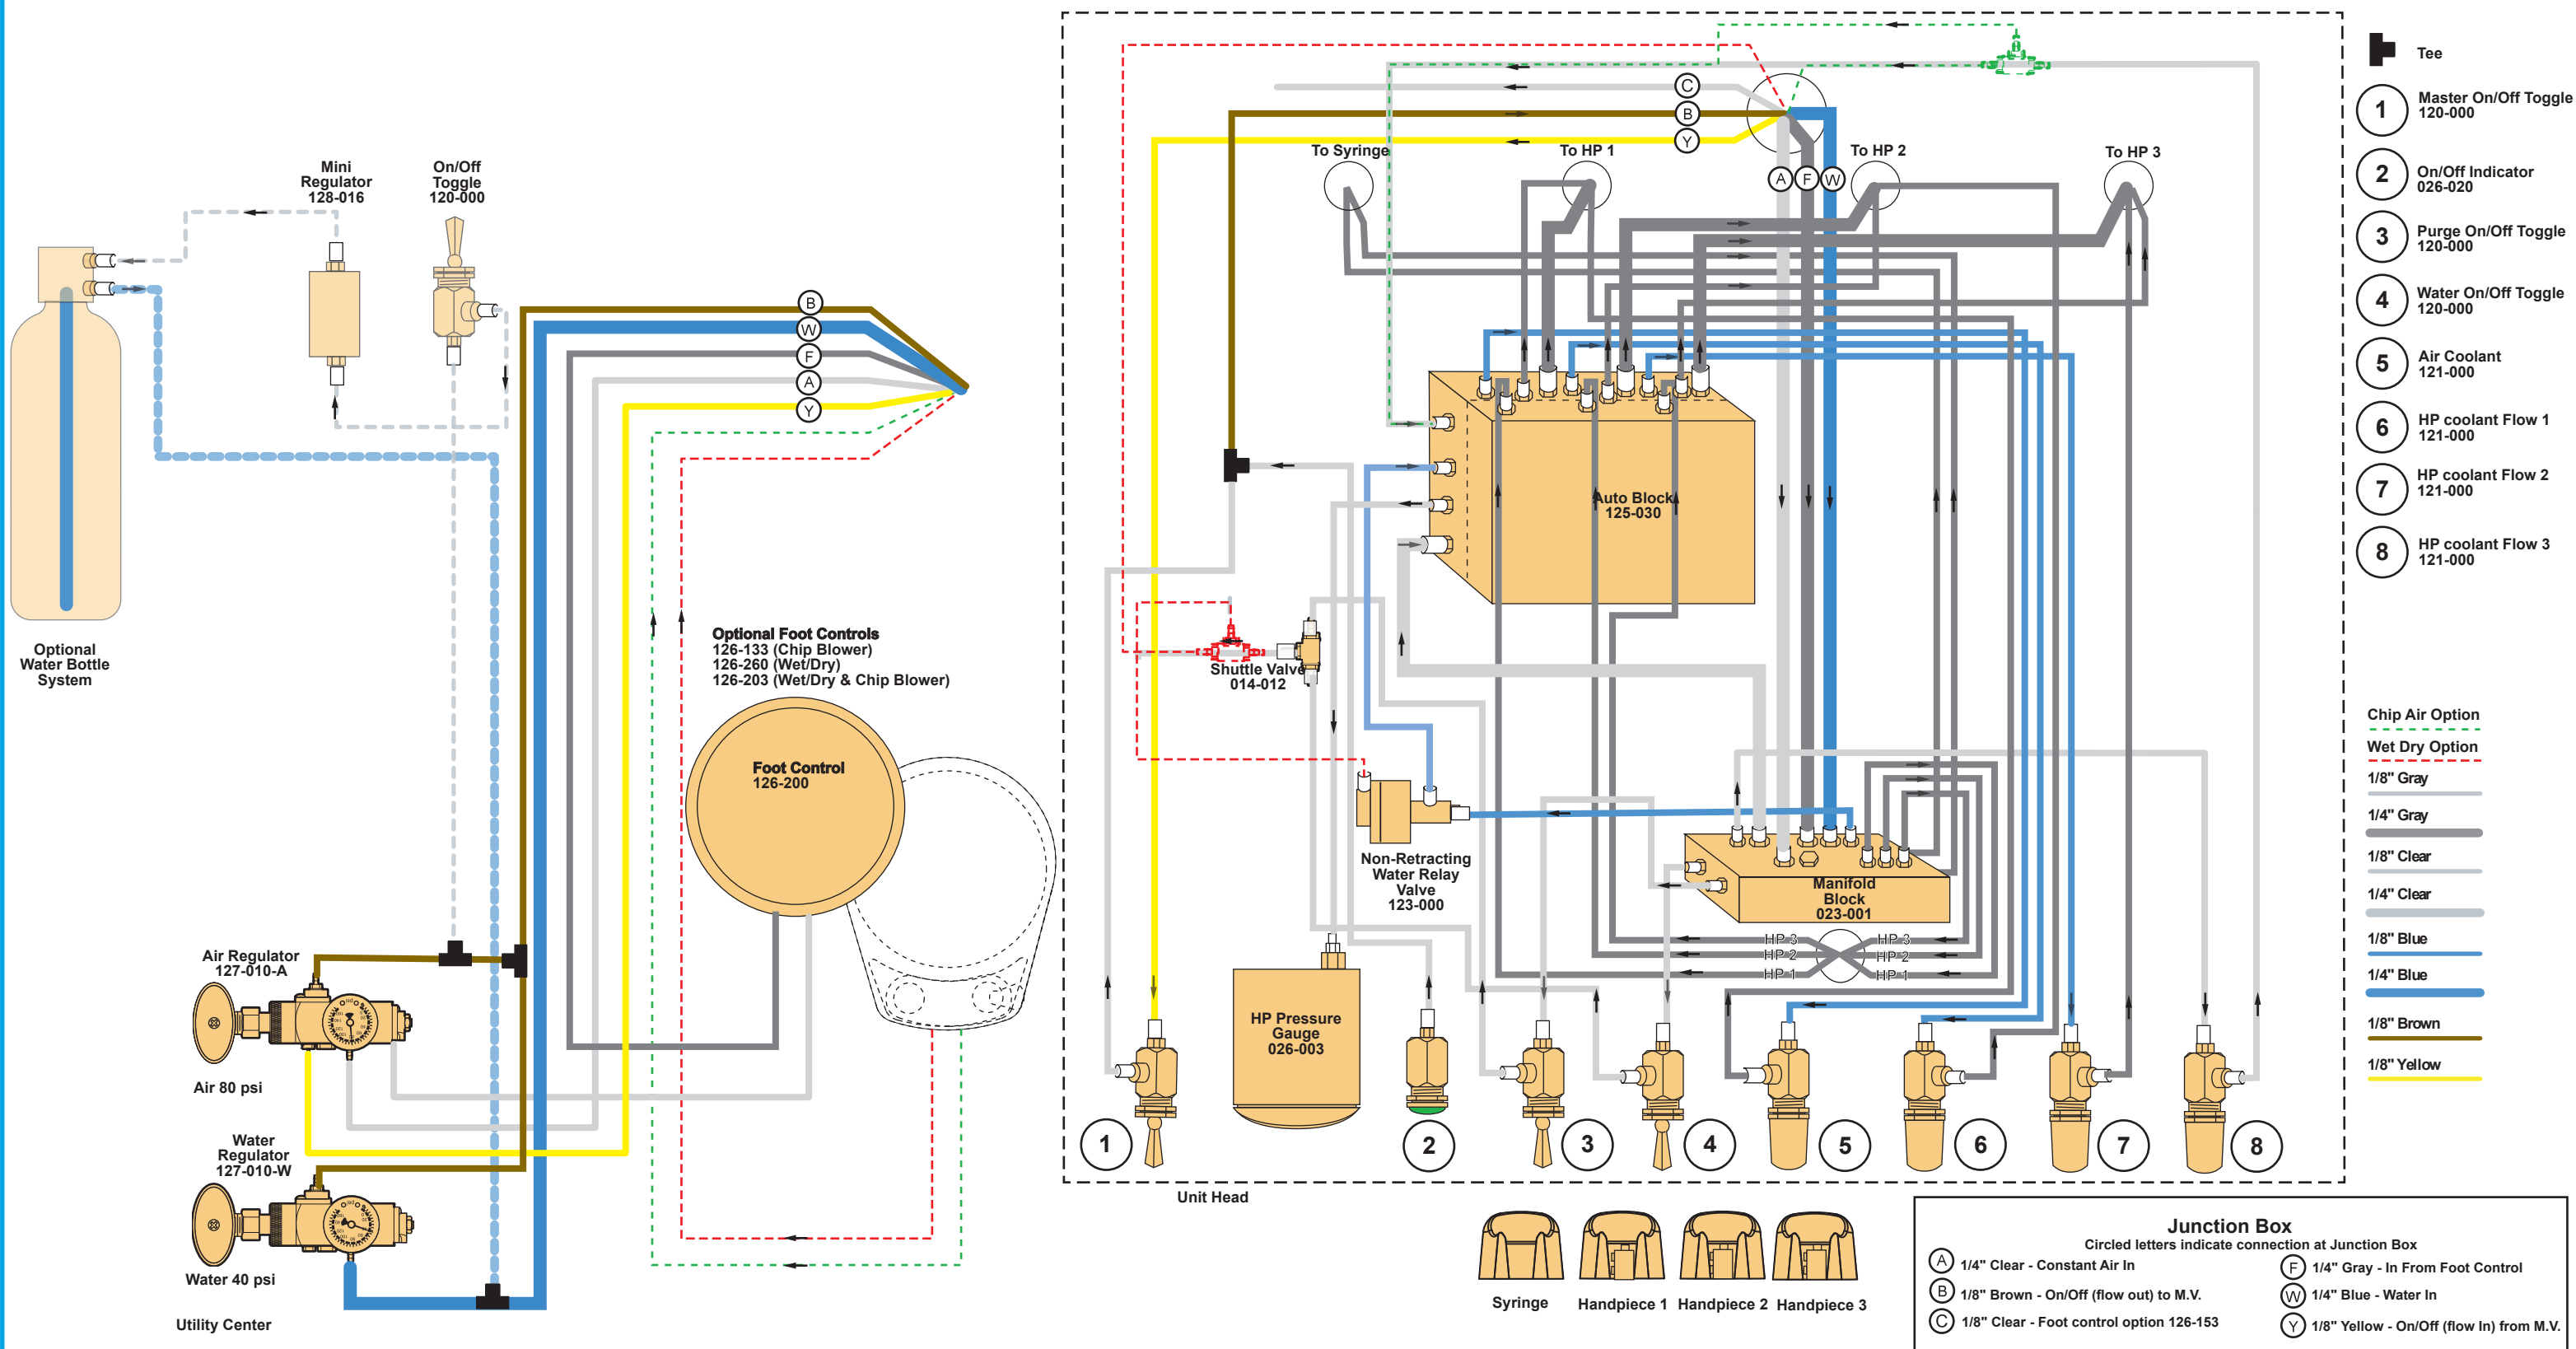 Mini
Regulator
128-016
On/Off
Toggle
120-000
Optional
Water Bottle
System
B
W
F
A
Y
Optional Foot Controls
126-133 (Chip Blower)
126-260 (Wet/Dry)
126-203 (Wet/Dry & Chip Blower)
Foot Control
126-200
Air Regulator
127-010-A
Air 80 psi
Water
Regulator
127-010-W
Water 40 psi
Utility Center
C
B
Y
To Syringe
To HP 1
A
F
W
To HP 2
To HP 3
Auto Block
125-030
Shuttle Valve
014-012
Non-Retracting
Water Relay
Valve
123-000
Manifold
Block
023-001
HP 3
HP 3
HP 2
HP 2
HP 1
HP 1
HP Pressure
Gauge
026-003
1
2
3
4
5
6
7
8
Unit Head
Tee
1
Master On/Off Toggle
120-000
2
On/Off Indicator
026-020
3
Purge On/Off Toggle
120-000
4
Water On/Off Toggle
120-000
5
Air Coolant
121-000
6
HP coolant Flow 1
121-000
7
HP coolant Flow 2
121-000
8
HP coolant Flow 3
121-000
Chip Air Option
Wet Dry Option
1/8" Gray
1/4" Gray
1/8" Clear
1/4" Clear
1/8" Blue
1/4" Blue
1/8" Brown
1/8" Yellow
Syringe
Handpiece 1
Handpiece 2
Handpiece 3
Junction Box
Circled letters indicate connection at Junction Box
A 1/4" Clear - Constant Air In
B 1/8" Brown - On/Off (flow out) to M.V.
C 1/8" Clear - Foot control option 126-153
F 1/4" Gray - In From Foot Control
W 1/4" Blue - Water In
Y 1/8" Yellow - On/Off (flow In) from M.V.